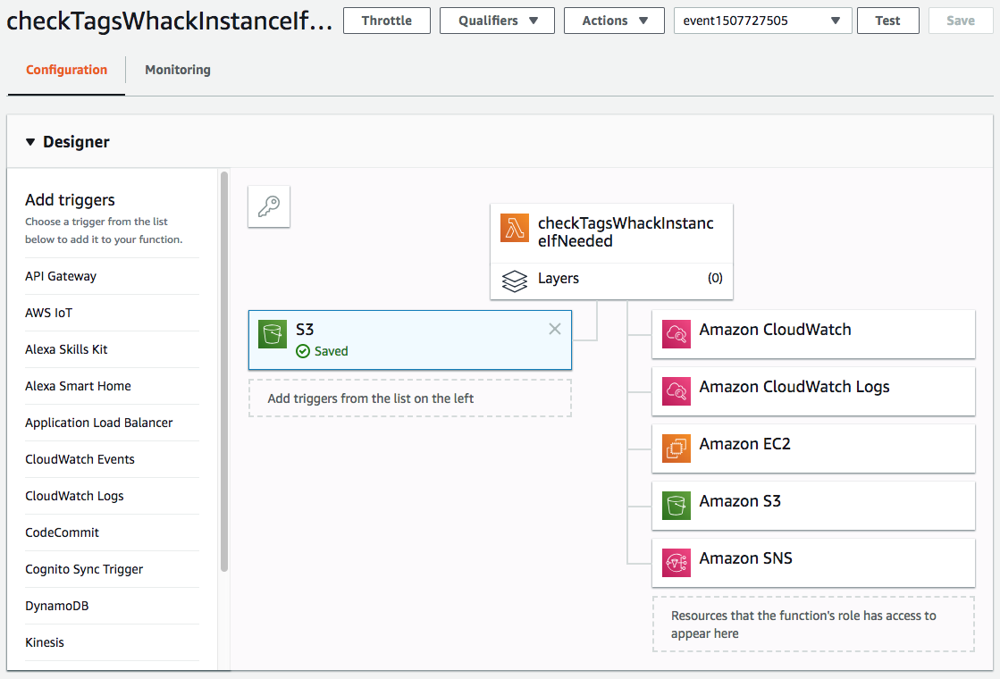 checkTagsWhackInstanceIf...
Throttle
Qualifiers
Actions
event1507727505
Test
Save
Configuration
Monitoring
Designer
Add triggers
Choose a trigger from the list
below to add it to your function.
API Gateway
AWS IoT
Alexa Skills Kit
Alexa Smart Home
Application Load Balancer
CloudWatch Events
CloudWatch Logs
CodeCommit
Cognito Sync Trigger
DynamoDB
Kinesis
checkTagsWhackInstanc
eIfNeeded
Layers (0)
S3
Saved
Add triggers from the list on the left
Amazon CloudWatch
Amazon CloudWatch Logs
Amazon EC2
Amazon S3
Amazon SNS
Resources that the function's role has access to
appear here